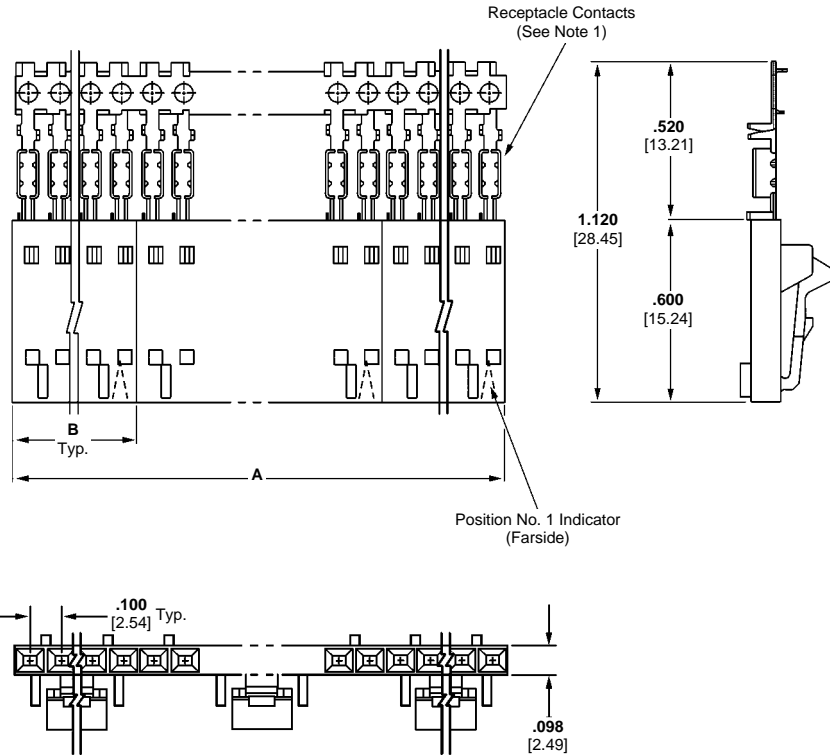 Receptacle Contacts
(See Note 1)
.520
[13.21]
1.120
[28.45]
.600
[15.24]
B
Typ.
A
Position No. 1 Indicator
(Farside)
.100
[2.54] Typ.
.098
[2.49]